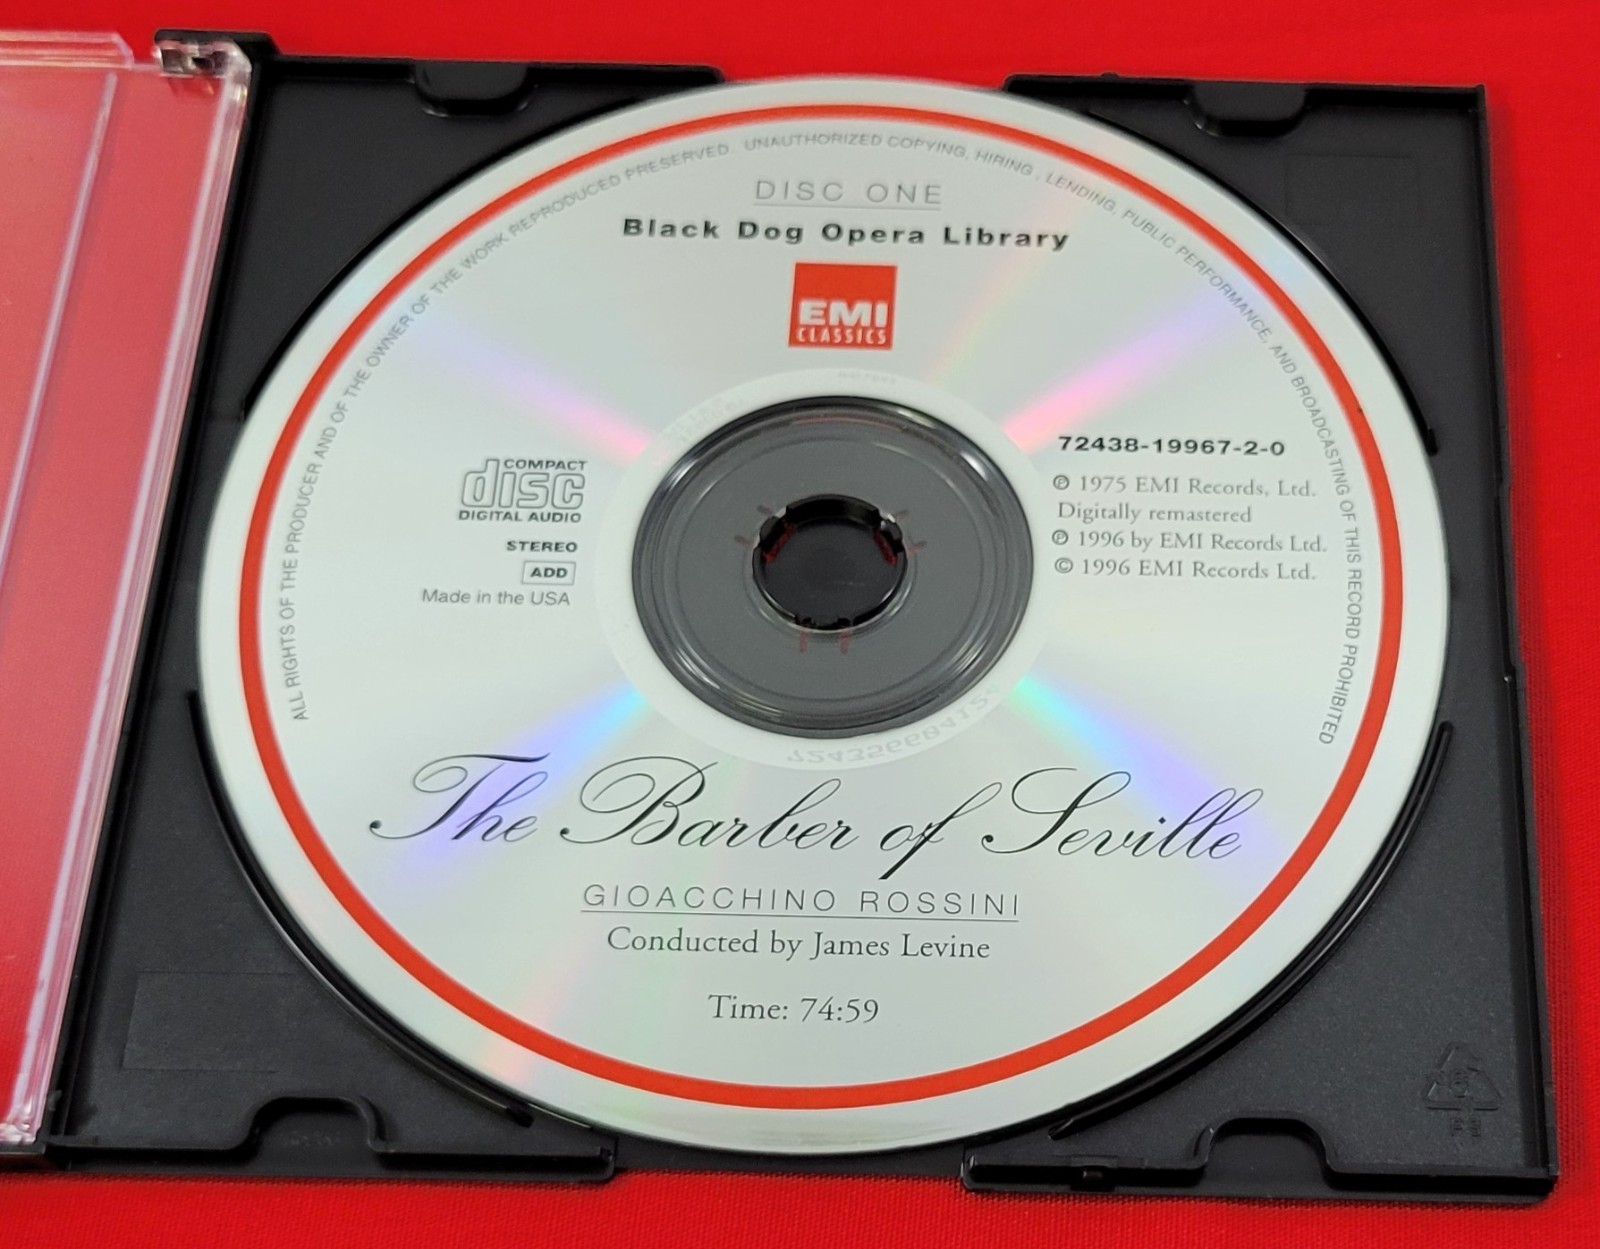 ALL RIGHTS OF THE PRODUCER AND OF THE OWNER OF THE WORK REPRODUCED PRESERVED. UNAUTHORIZED COPYING, HIRING, LENDING, PUBLIC PERFORMANCE, AND BROADCASTING OF THIS RECORD PROHIBITED
DISC ONE
Black Dog Opera Library
EMI
CLASSICS
COMPACT
disc
DIGITAL AUDIO
STEREO
ADD
Made in the USA
72438-19967-2-0
℗ 1975 EMI Records, Ltd.
Digitally remastered
℗ 1996 by EMI Records Ltd.
© 1996 EMI Records Ltd.
The Barber of Seville
GIOACCHINO ROSSINI
Conducted by James Levine
Time: 74:59